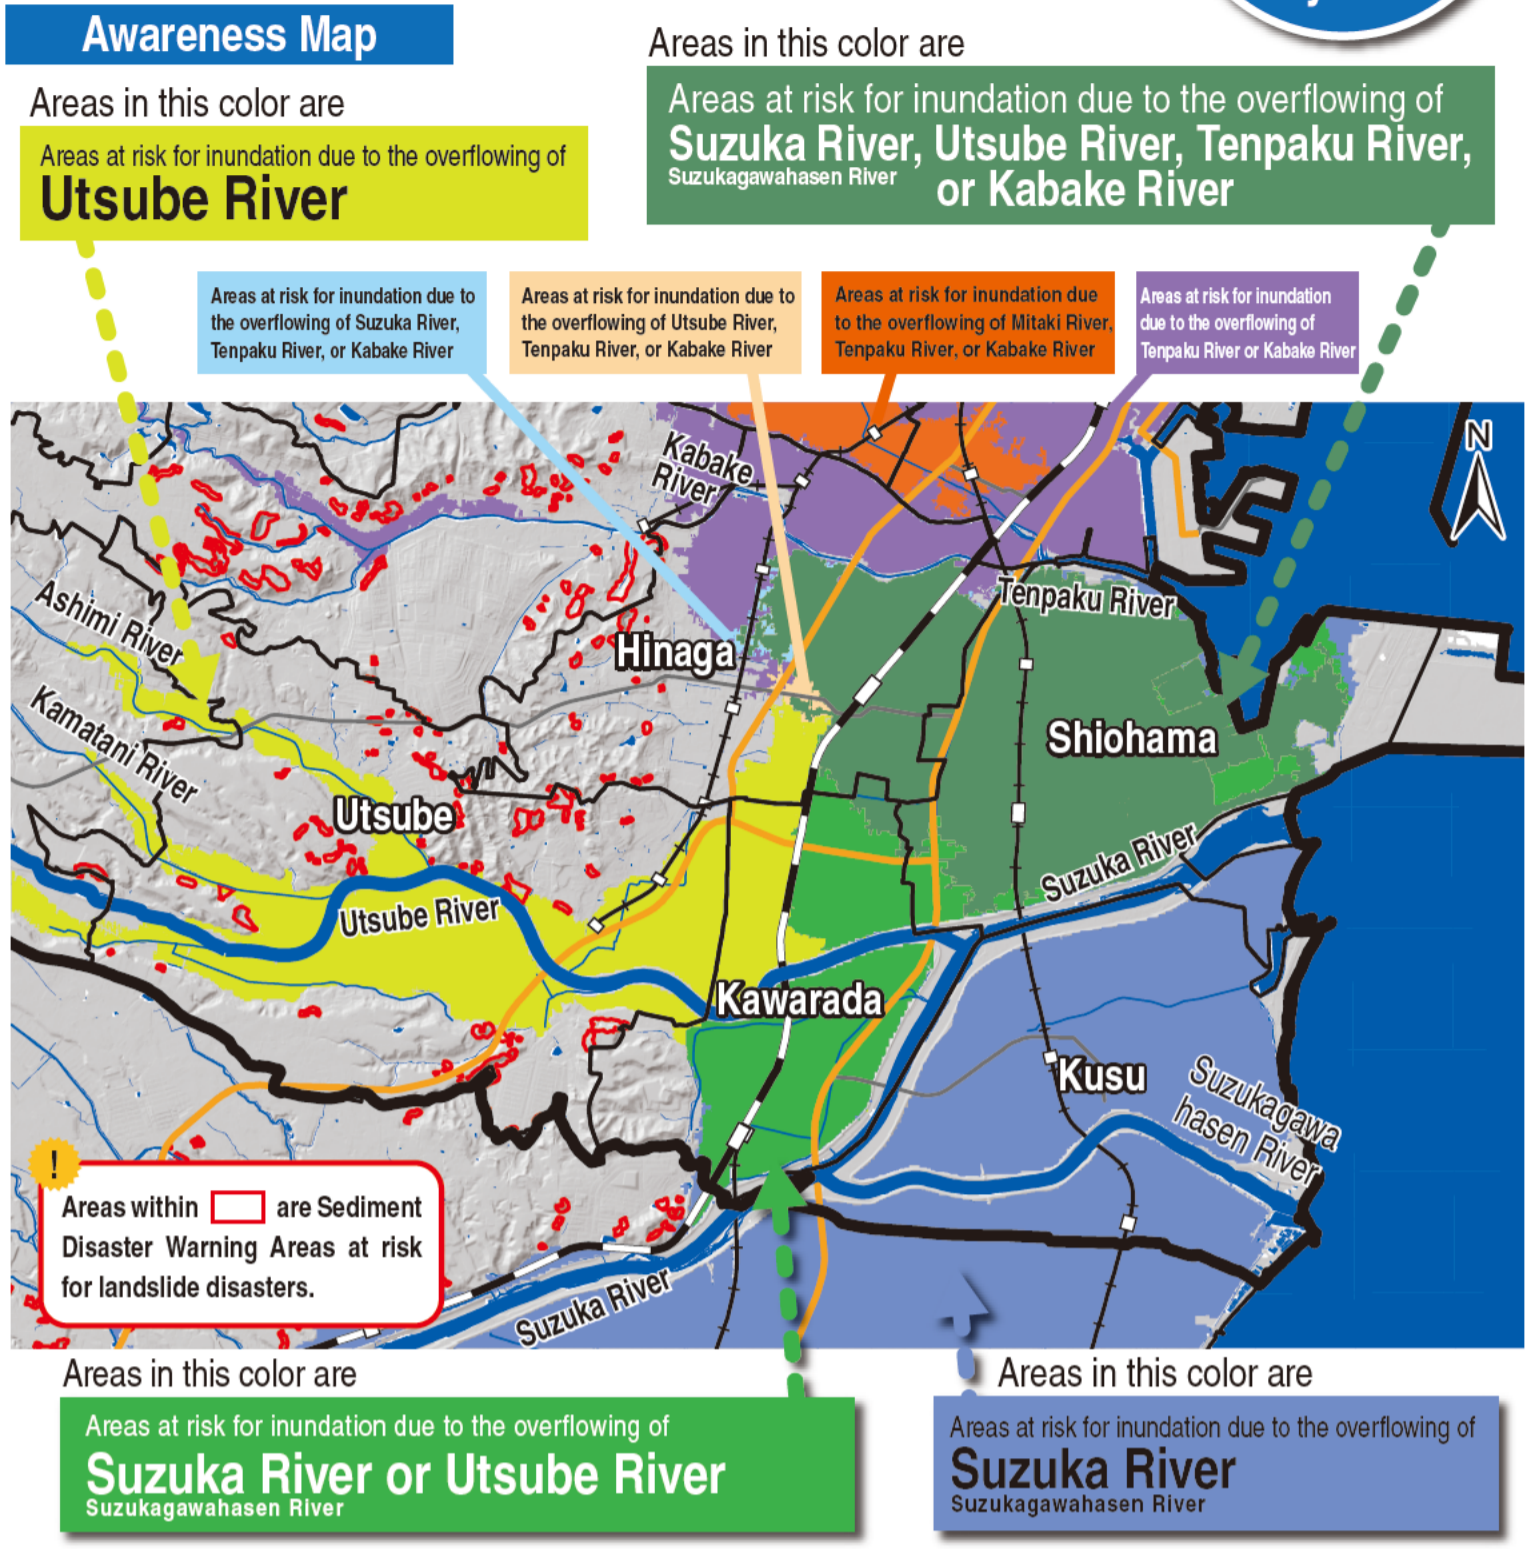 Awareness Map
Areas in this color are
Areas at risk for inundation due to the overflowing of
Utsube River
Areas in this color are
Areas at risk for inundation due to the overflowing of
Suzuka River, Utsube River, Tenpaku River,
Suzukagawahasen River
or Kabake River
Areas at risk for inundation due to
the overflowing of Suzuka River,
Tenpaku River, or Kabake River
Areas at risk for inundation due to
the overflowing of Utsube River,
Tenpaku River, or Kabake River
Areas at risk for inundation due
to the overflowing of Mitaki River,
Tenpaku River, or Kabake River
Areas at risk for inundation
due to the overflowing of
Tenpaku River or Kabake River
N
Kabake
River
Tenpaku River
Ashimi River
Hinaga
Kamatani River
Shiohama
Utsube
Suzuka River
Utsube River
Kawarada
Kusu
Suzukagawa
hasen River
!
Areas within are Sediment
Disaster Warning Areas at risk
for landslide disasters.
Suzuka River
Areas in this color are
Areas at risk for inundation due to the overflowing of
Suzuka River or Utsube River
Suzukagawahasen River
Areas in this color are
Areas at risk for inundation due to the overflowing of
Suzuka River
Suzukagawahasen River